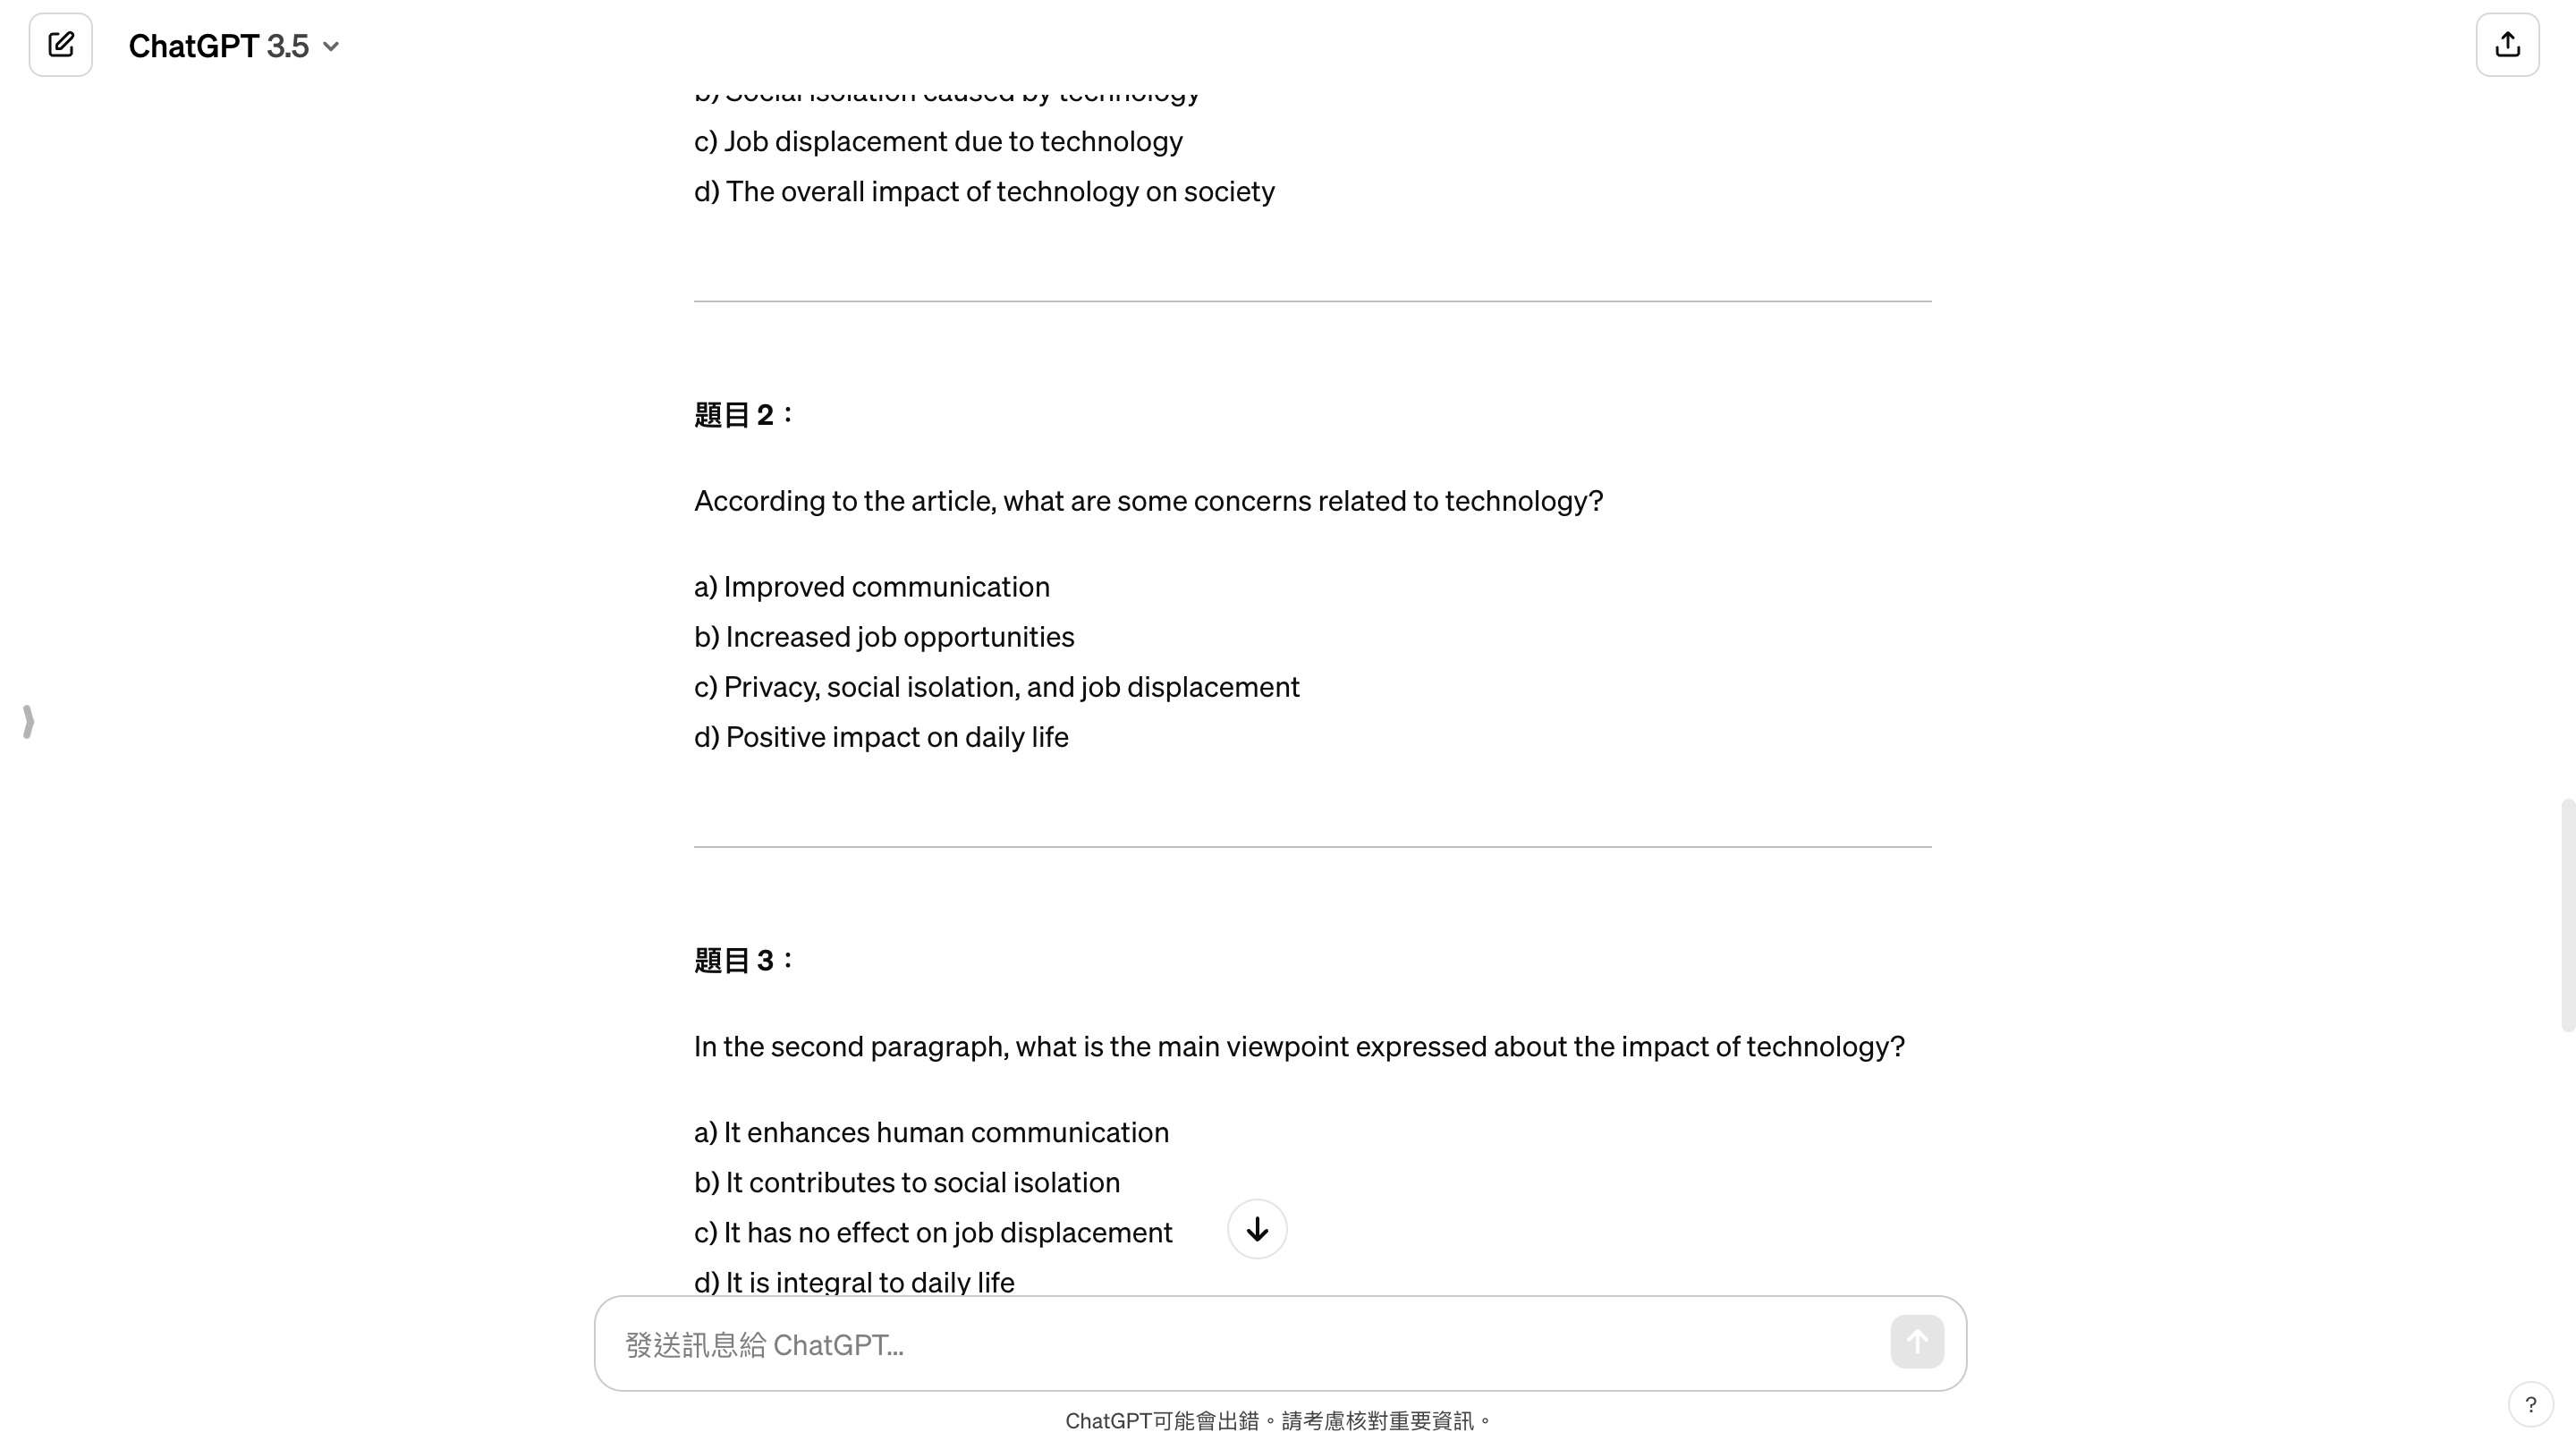 ChatGPT 3.5
b) Social isolation caused by technology
c) Job displacement due to technology
d) The overall impact of technology on society
題目 2：
According to the article, what are some concerns related to technology?
a) Improved communication
b) Increased job opportunities
c) Privacy, social isolation, and job displacement
d) Positive impact on daily life
題目 3：
In the second paragraph, what is the main viewpoint expressed about the impact of technology?
a) It enhances human communication
b) It contributes to social isolation
c) It has no effect on job displacement
d) It is integral to daily life
發送訊息給 ChatGPT...
ChatGPT可能會出錯。請考慮核對重要資訊。
?